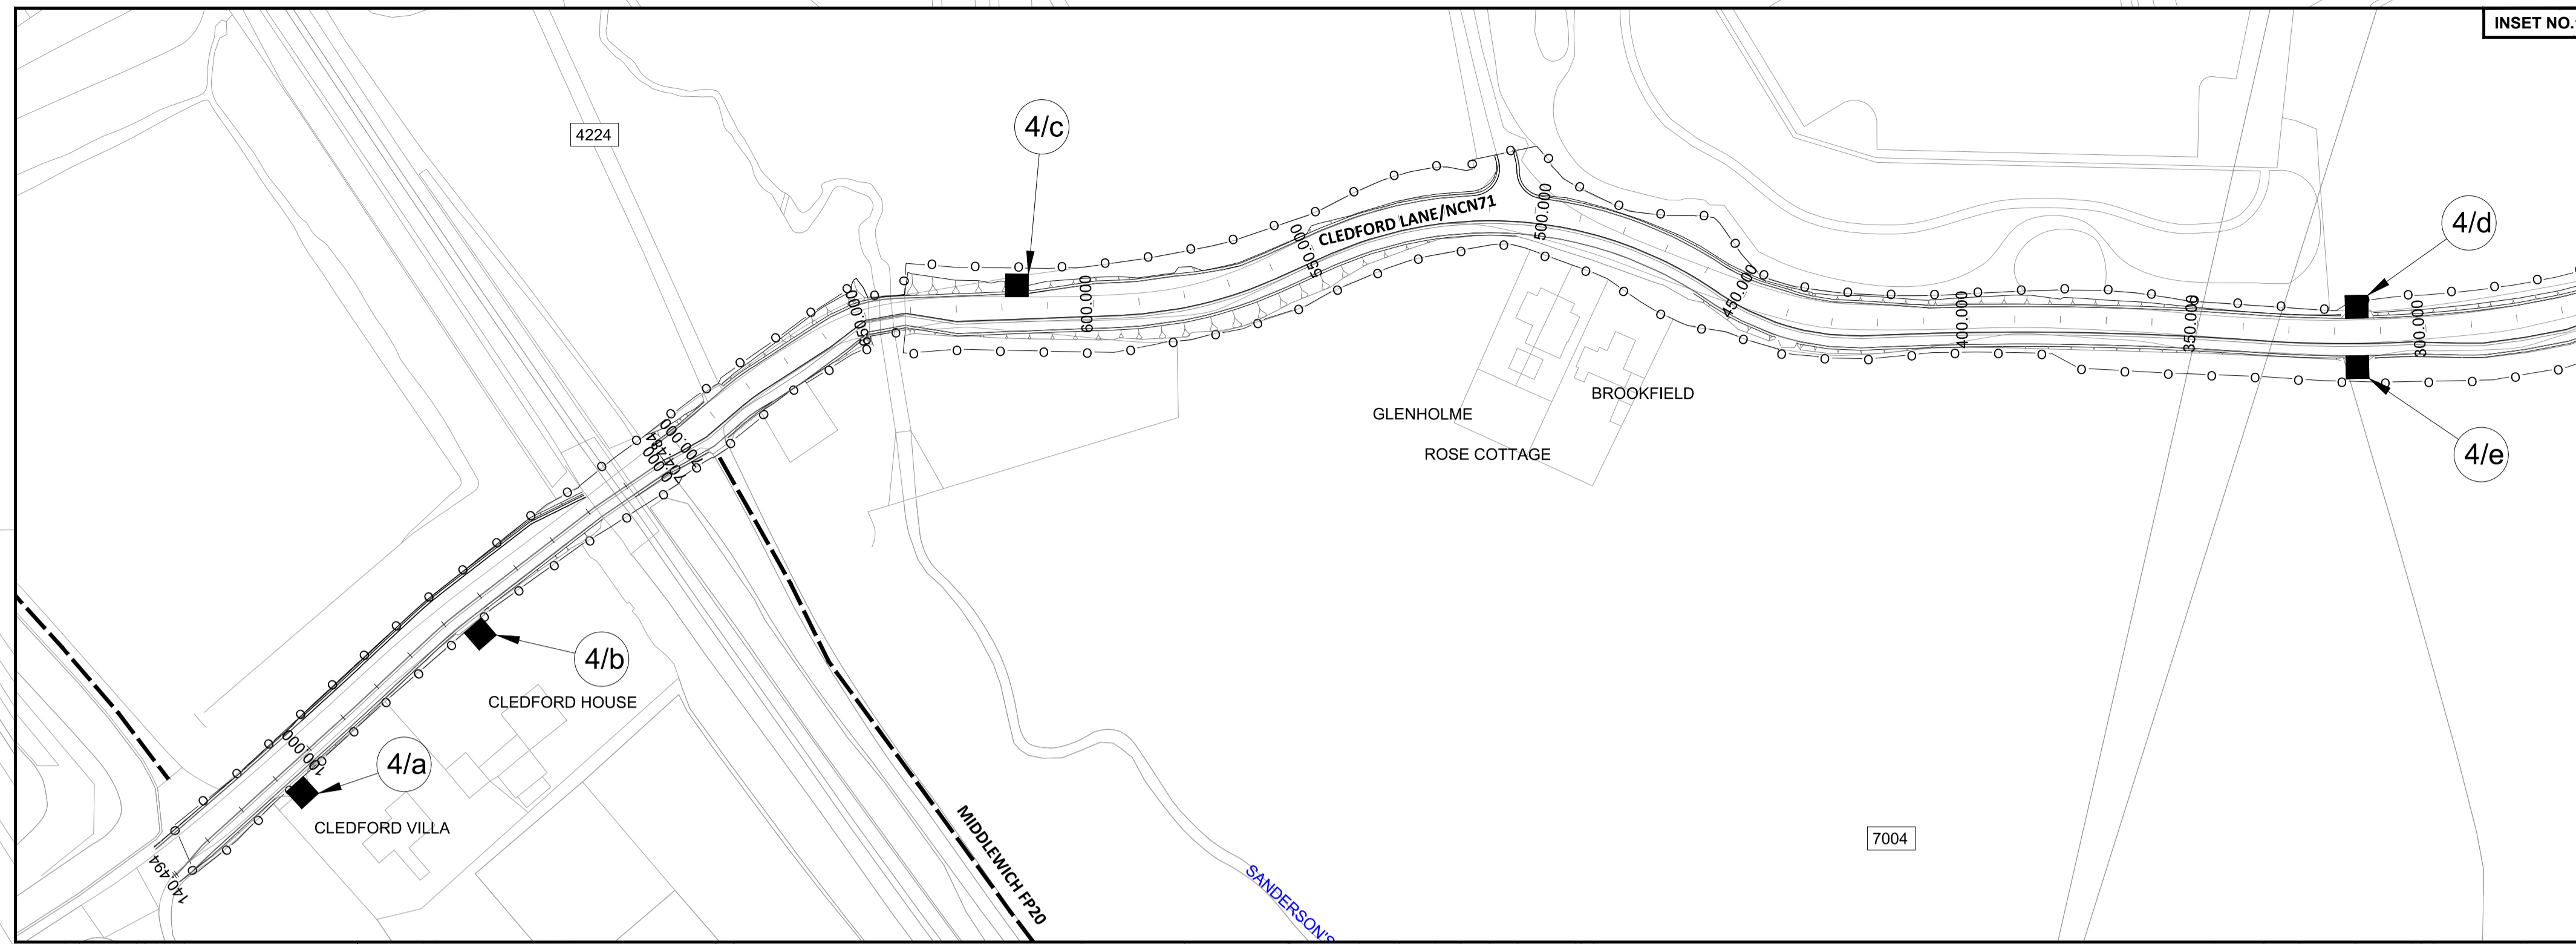 INSET NO.
4224
4/c
4/d
CLEDFORD LANE/NCN71
500.000
550.000
450.000
600.000
650.000
400.000
350.000
300.000
BROOKFIELD
GLENHOLME
ROSE COTTAGE
4/e
4/b
CLEDFORD HOUSE
4/a
CLEDFORD VILLA
MIDDLEWICH FP20
7004
SANDERSON'S